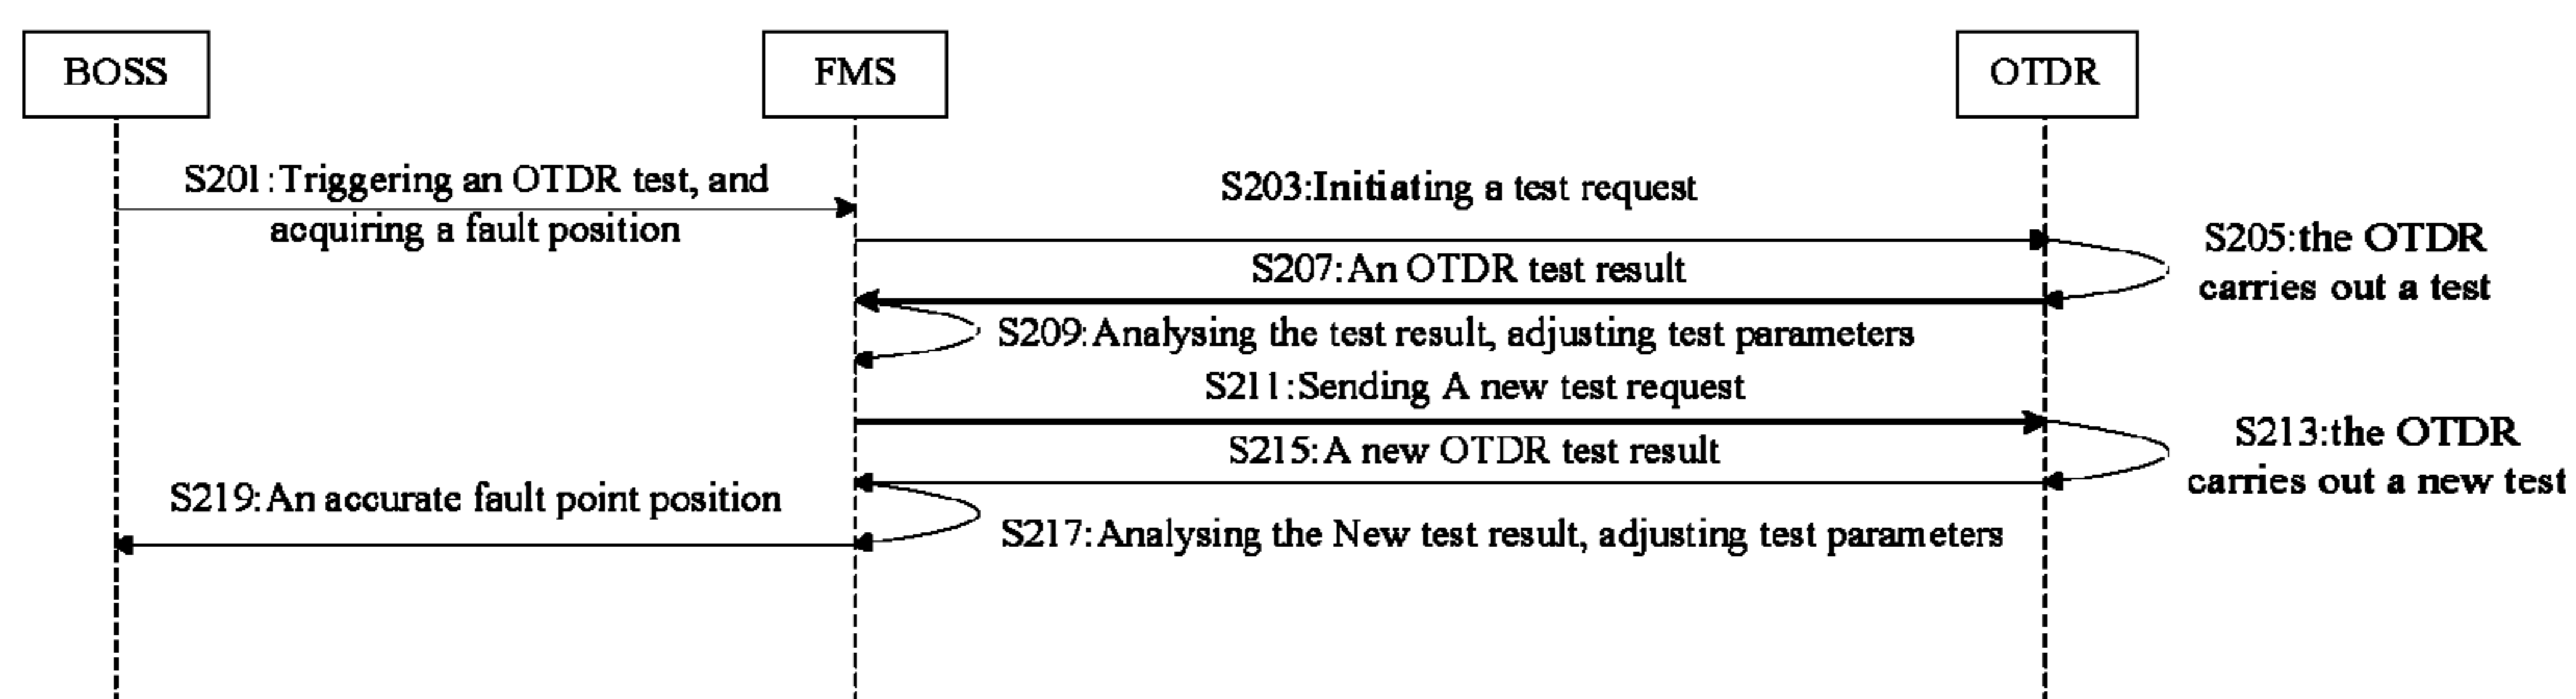 BOSS
FMS
OTDR
S201:Triggering an OTDR test, and
acquiring a fault position
S203:Initiating a test request
S205:the OTDR
carries out a test
S207:An OTDR test result
S209:Analysing the test result, adjusting test parameters
S211:Sending A new test request
S213:the OTDR
carries out a new test
S215:A new OTDR test result
S217:Analysing the New test result, adjusting test parameters
S219:An accurate fault point position